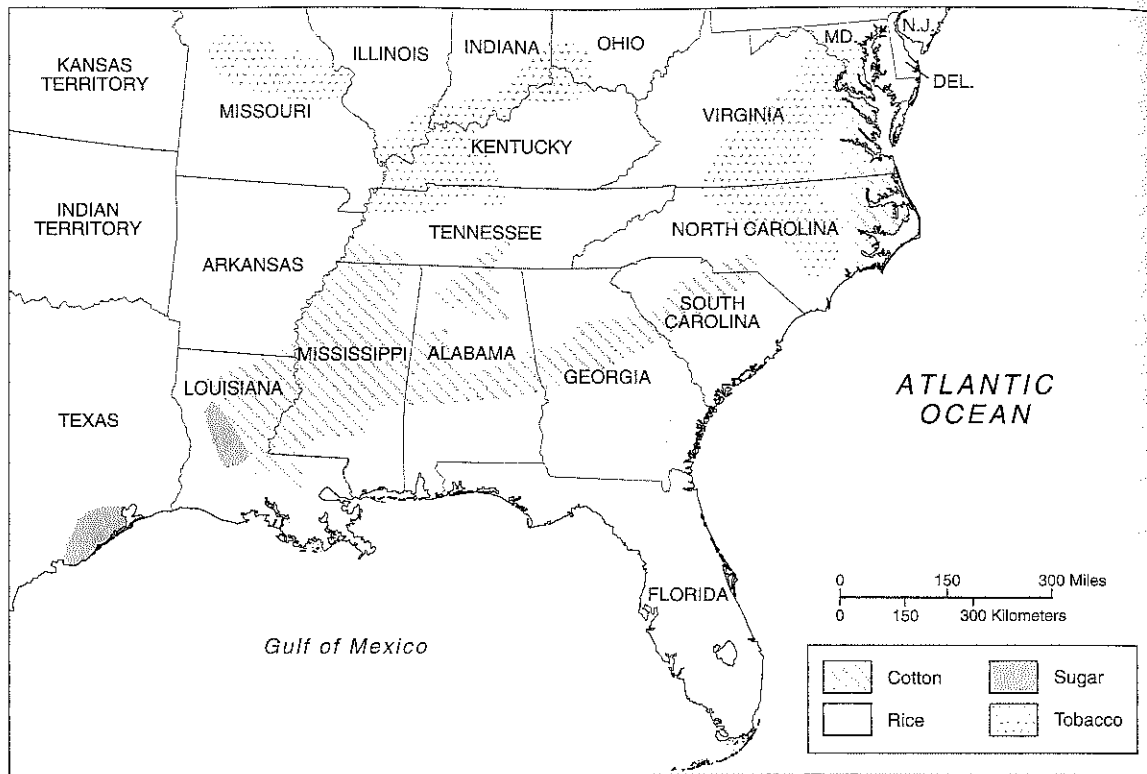 KANSAS
TERRITORY
ILLINOIS
INDIANA
OHIO
MD.
N.J.
DEL.
MISSOURI
VIRGINIA
KENTUCKY
INDIAN
TERRITORY
TENNESSEE
NORTH CAROLINA
ARKANSAS
SOUTH
CAROLINA
MISSISSIPPI
ALABAMA
GEORGIA
LOUISIANA
TEXAS
ATLANTIC
OCEAN
FLORIDA
Gulf of Mexico
0 150 300 Miles
0 150 300 Kilometers
Cotton
Sugar
Rice
Tobacco